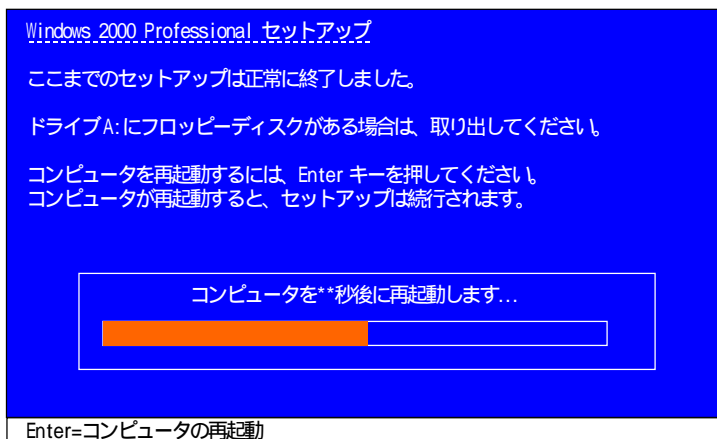 Windows 2000 Professional セットアップ
ここまでのセットアップは正常に終了しました。
ドライブA:にフロッピーディスクがある場合は、取り出してください。
コンピュータを再起動するには、Enter キーを押してください。
コンピュータが再起動すると、セットアップは続行されます。
コンピュータを**秒後に再起動します...
Enter=コンピュータの再起動